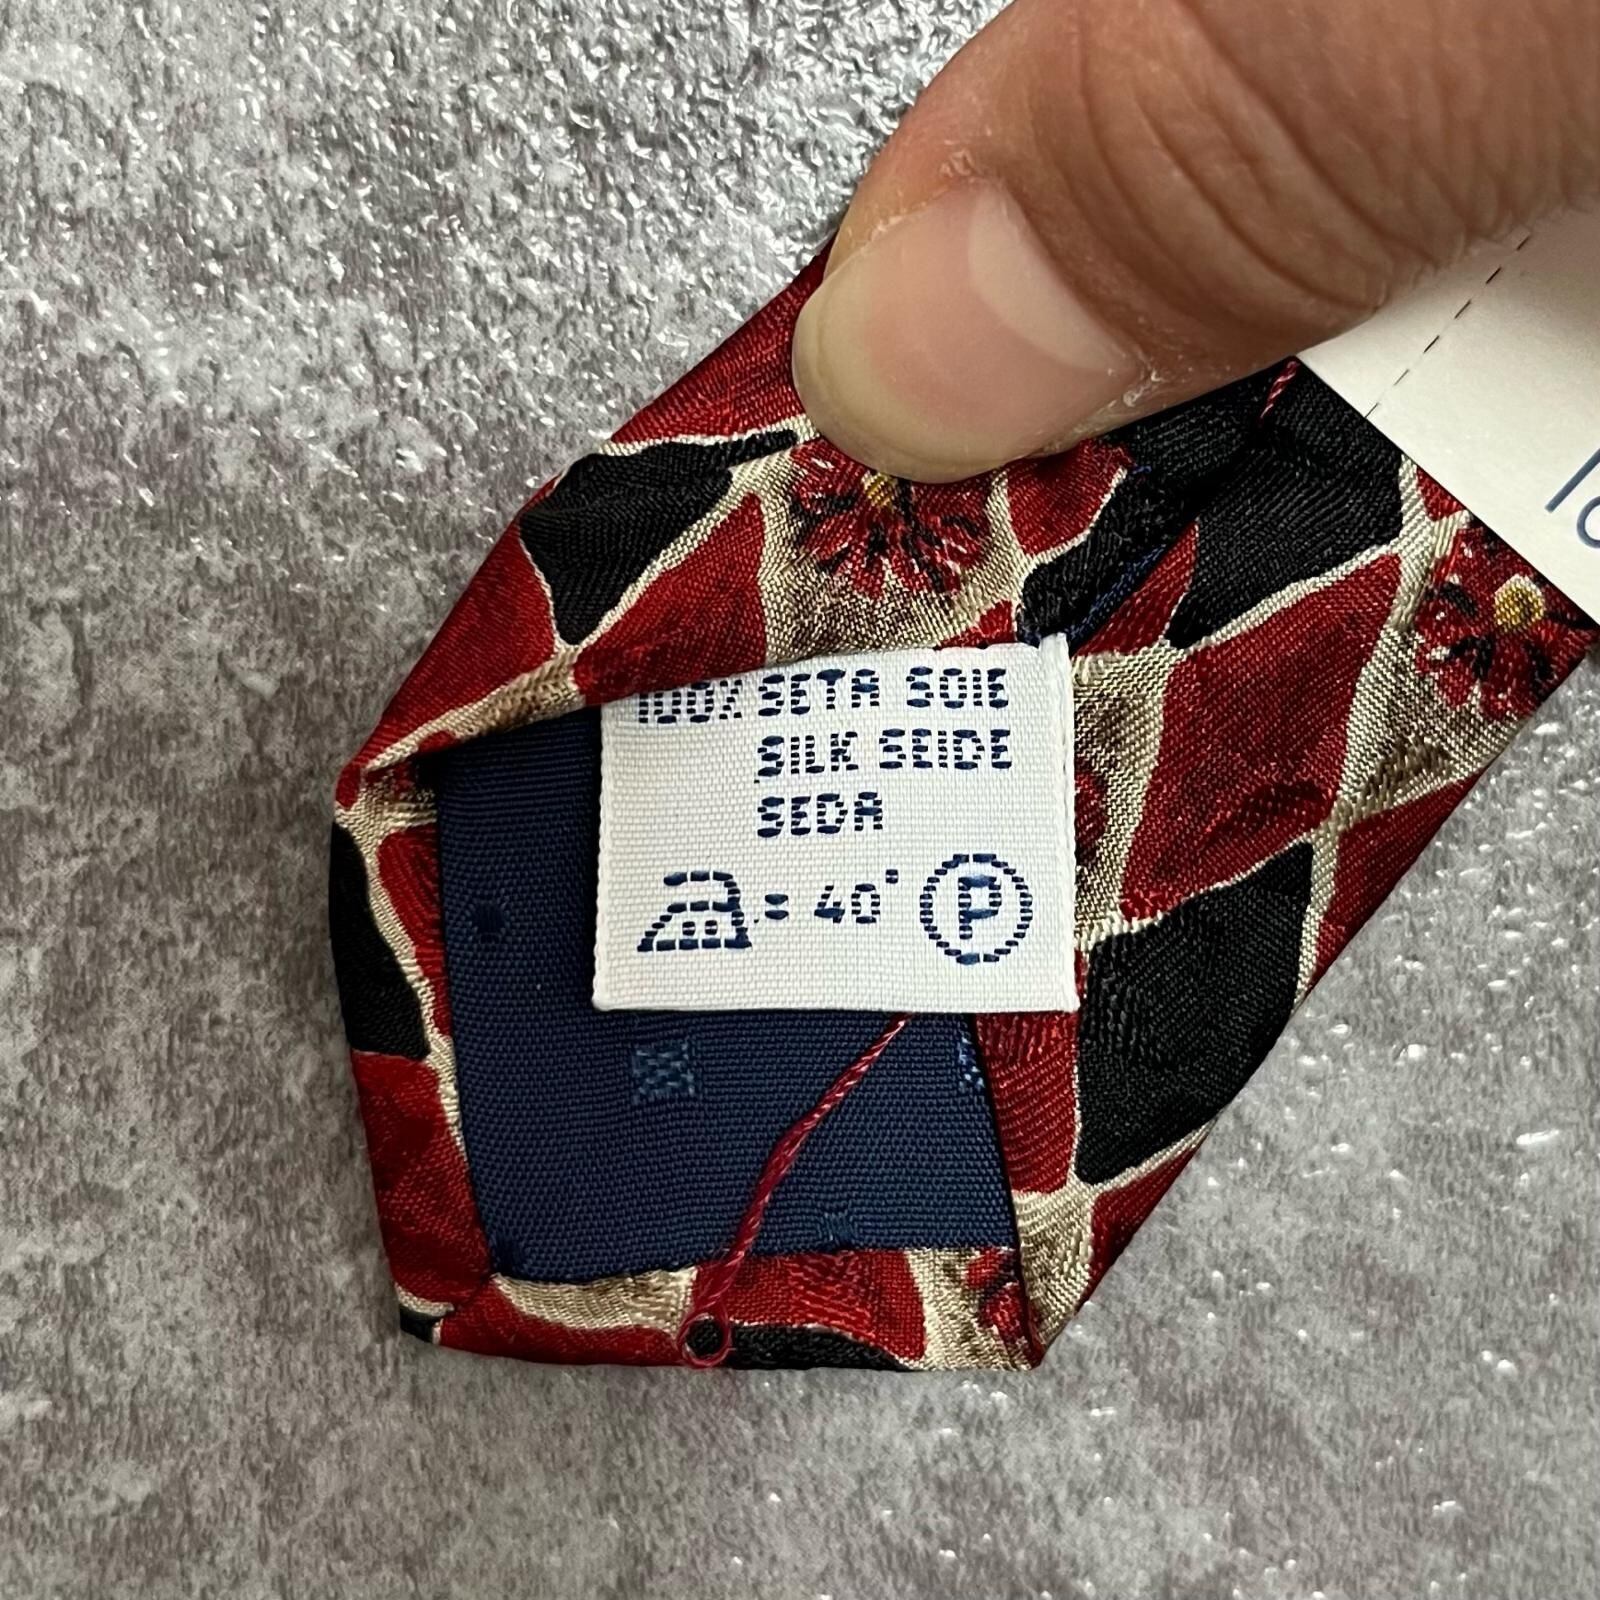 100% SETA SOIE
SILK SEIDE
SEDA
= 40° P